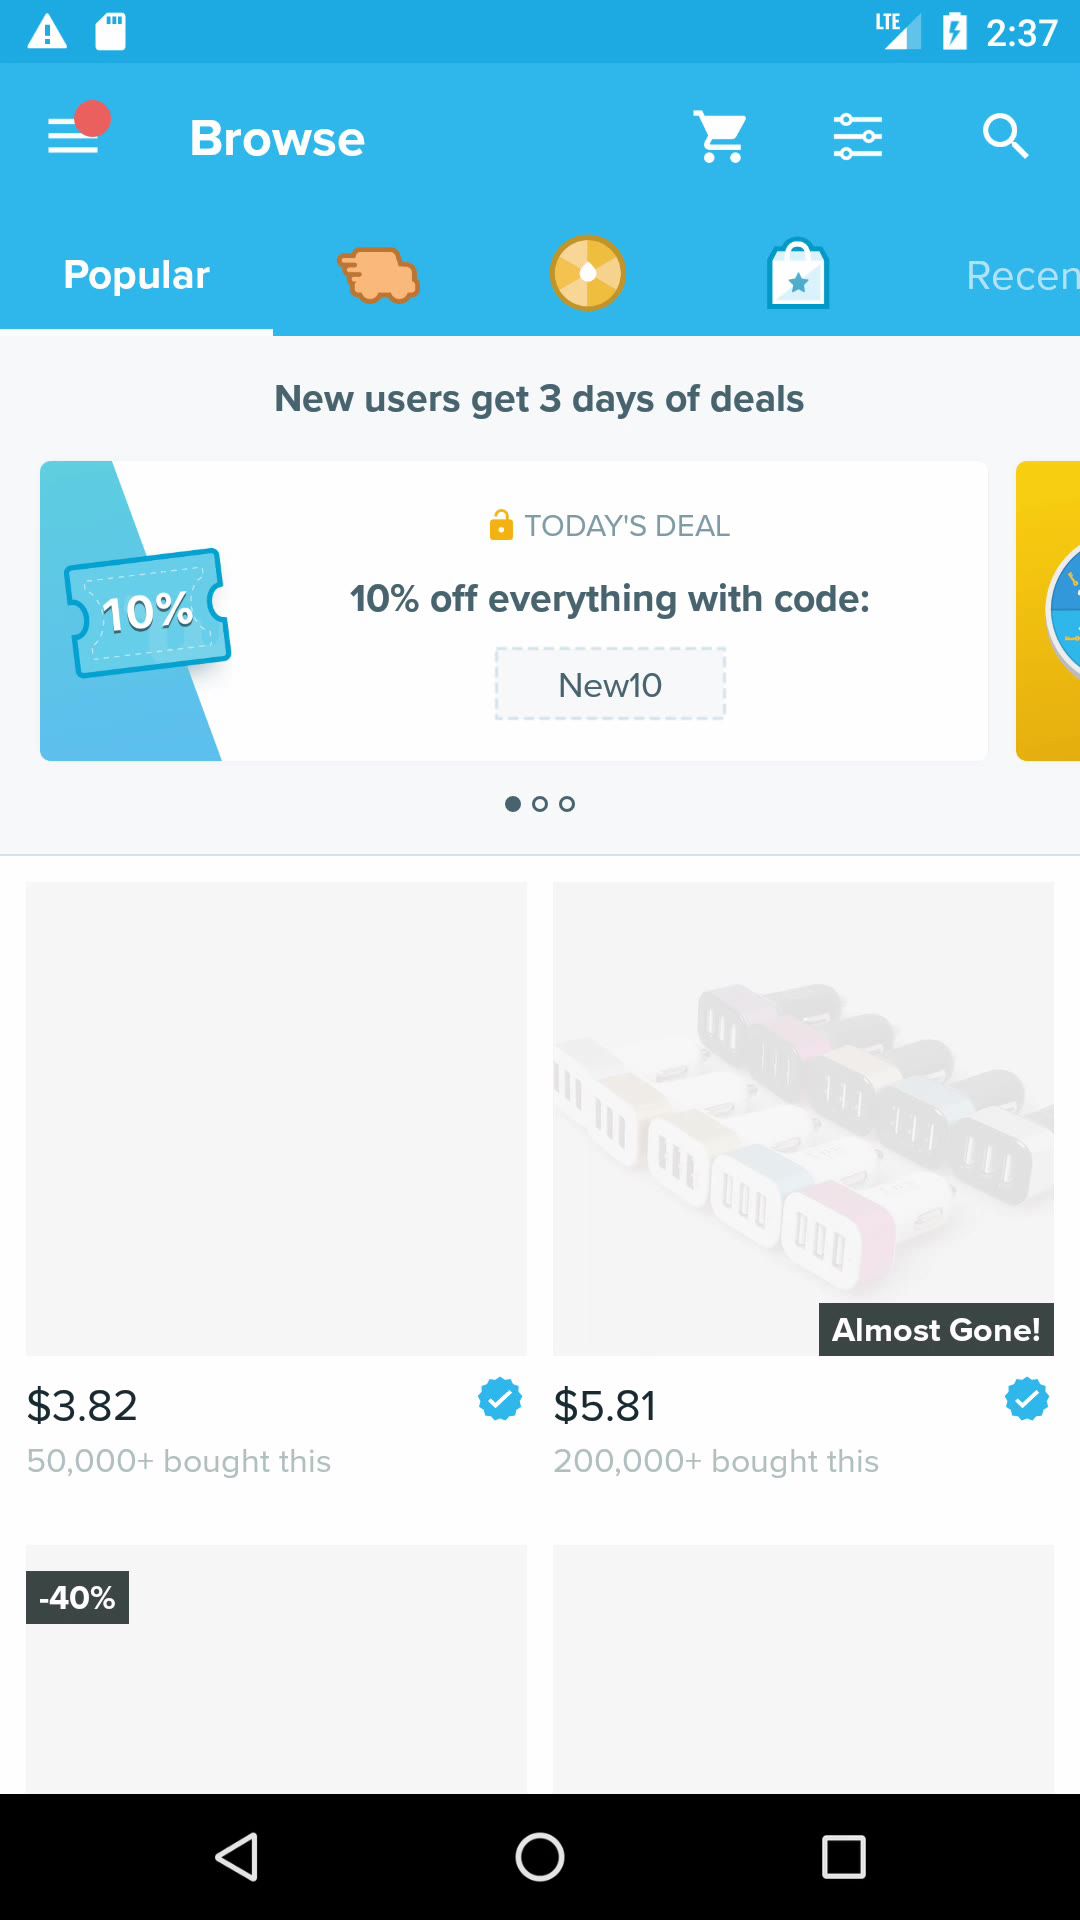 LTE 2:37
Browse
Popular
Recen
New users get 3 days of deals
TODAY'S DEAL
10% off everything with code:
10%
New10
Almost Gone!
$3.82
$5.81
50,000+ bought this
200,000+ bought this
-40%